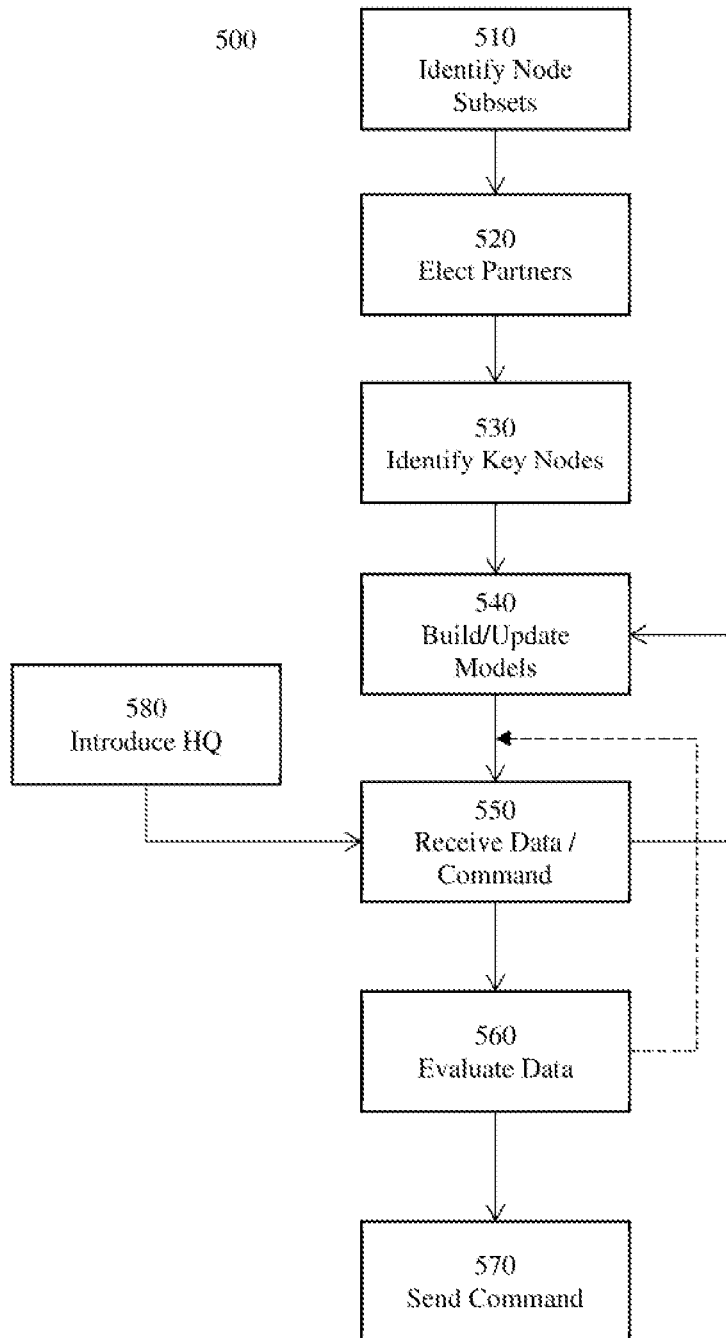 500
510
Identify Node
Subsets
520
Elect Partners
530
Identify Key Nodes
540
Build/Update
Models
580
Introduce HQ
550
Receive Data /
Command
560
Evaluate Data
570
Send Command